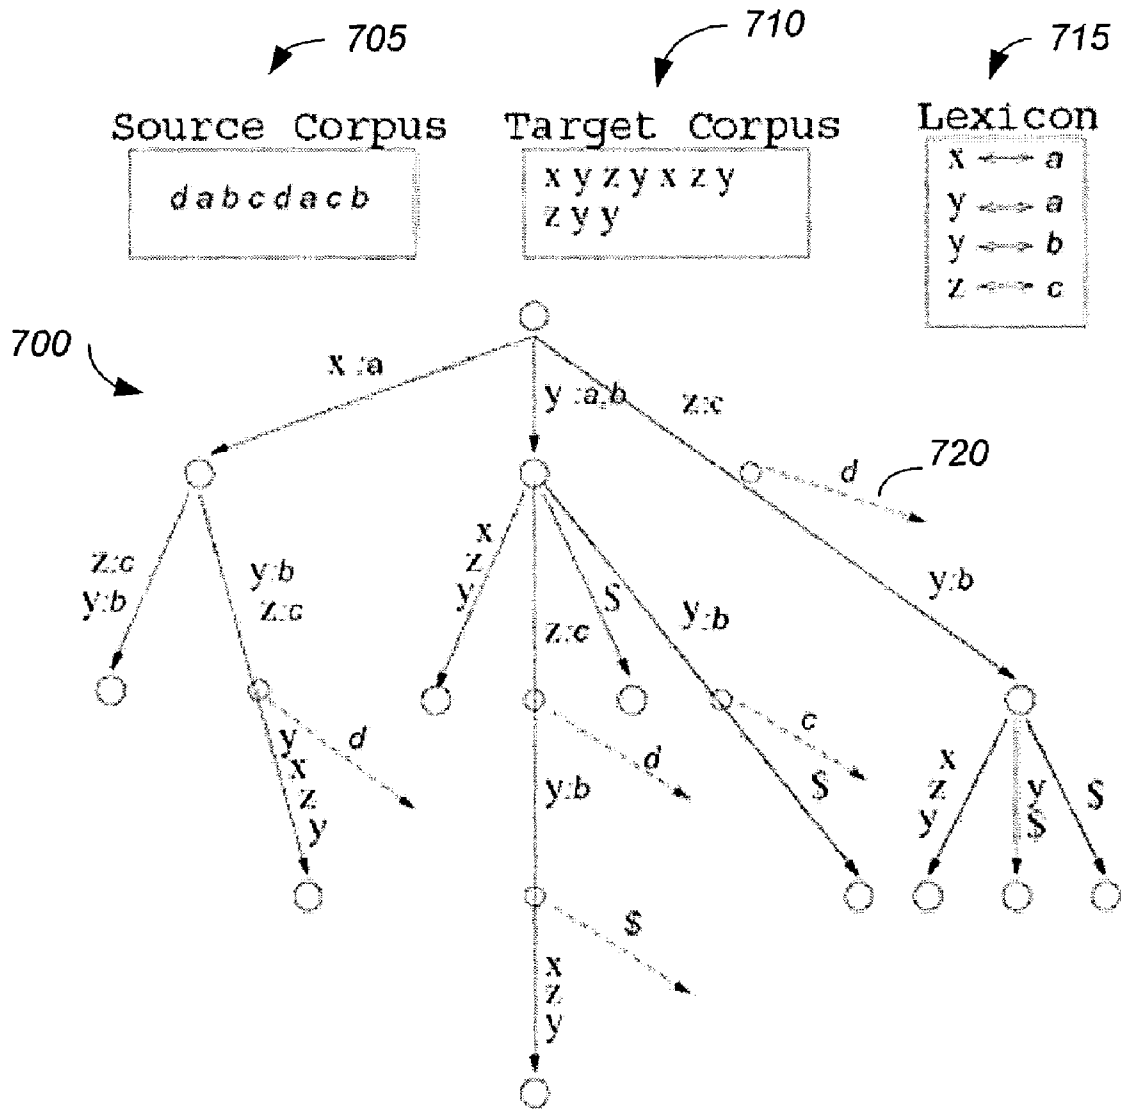 705
710
715
Source Corpus
Target Corpus
Lexicon
d a b c d a c b
x y z y x z y
z y y
x ↔ a
y ↔ a
y ↔ b
z ↔ c
700
x :a
y :a,b
z:c
720
d
z:c
y:b
y:b
z:c
x
z
y
z:c
$
y:b
y:b
d
y
x
z
y
d
y:b
c
$
x
z
y
y
$
$
$
x
z
y